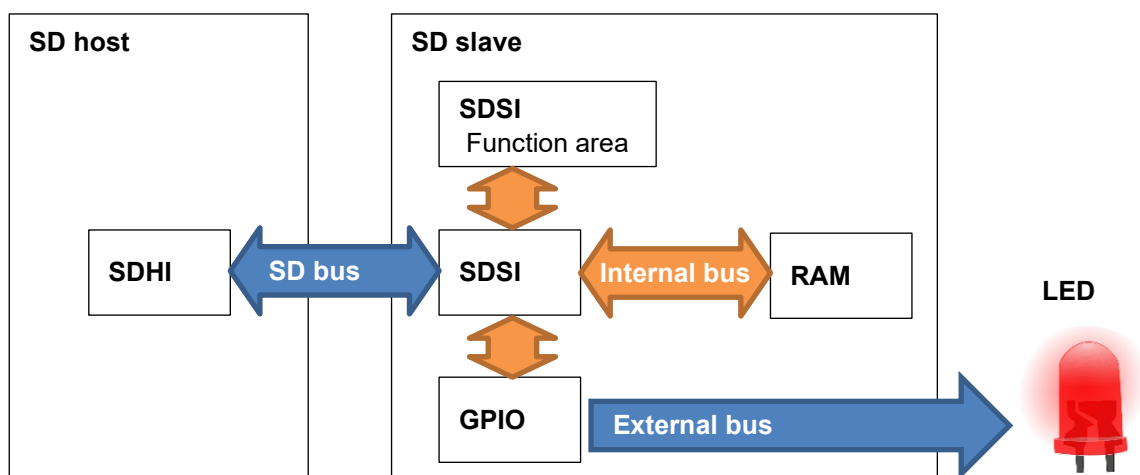 SD host
SD slave
SDSI
Function area
SDHI
SD bus
SDSI
Internal bus
RAM
LED
GPIO
External bus